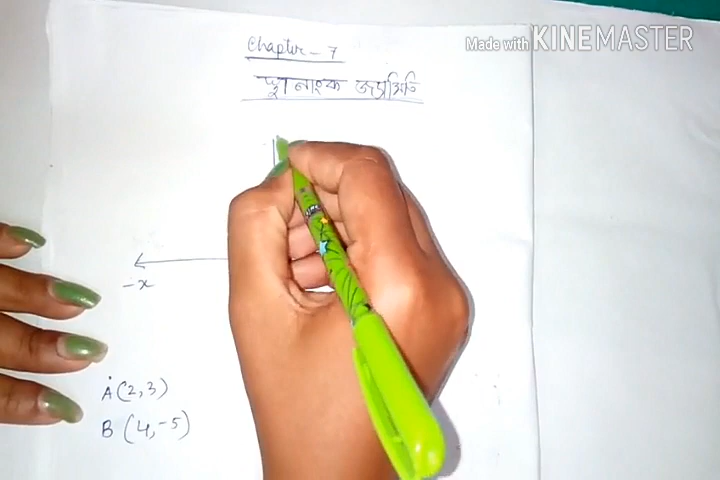 Chapter - 7
Made with KINEMASTER
স্থানাংক জ্যামিতি
-x
A (2, 3)
B (4, -5)